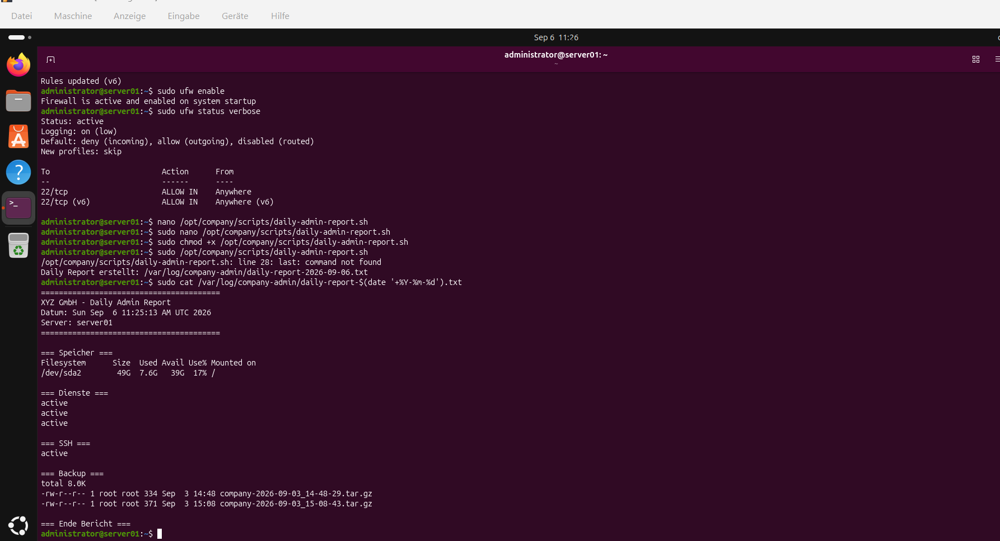 Datei Maschine Anzeige Eingabe Geräte Hilfe
Sep 6 11:26
administrator@server01: ~
~
Rules updated (v6)
administrator@server01:~$ sudo ufw enable
Firewall is active and enabled on system startup
administrator@server01:~$ sudo ufw status verbose
Status: active
Logging: on (low)
Default: deny (incoming), allow (outgoing), disabled (routed)
New profiles: skip
To                         Action      From
--                         ------      ----
22/tcp                     ALLOW IN    Anywhere
22/tcp (v6)                ALLOW IN    Anywhere (v6)
administrator@server01:~$ nano /opt/company/scripts/daily-admin-report.sh
administrator@server01:~$ sudo nano /opt/company/scripts/daily-admin-report.sh
administrator@server01:~$ sudo chmod +x /opt/company/scripts/daily-admin-report.sh
administrator@server01:~$ sudo /opt/company/scripts/daily-admin-report.sh
/opt/company/scripts/daily-admin-report.sh: line 28: last: command not found
Daily Report erstellt: /var/log/company-admin/daily-report-2026-09-06.txt
administrator@server01:~$ sudo cat /var/log/company-admin/daily-report-$(date '+%Y-%m-%d').txt
========================================
XYZ GmbH - Daily Admin Report
Datum: Sun Sep  6 11:25:13 AM UTC 2026
Server: server01
========================================
=== Speicher ===
Filesystem      Size  Used Avail Use% Mounted on
/dev/sda2        49G  7.6G   39G  17% /
=== Dienste ===
active
active
active
=== SSH ===
active
=== Backup ===
total 8.0K
-rw-r--r-- 1 root root 334 Sep  3 14:48 company-2026-09-03_14-48-29.tar.gz
-rw-r--r-- 1 root root 371 Sep  3 15:08 company-2026-09-03_15-08-43.tar.gz
=== Ende Bericht ===
administrator@server01:~$